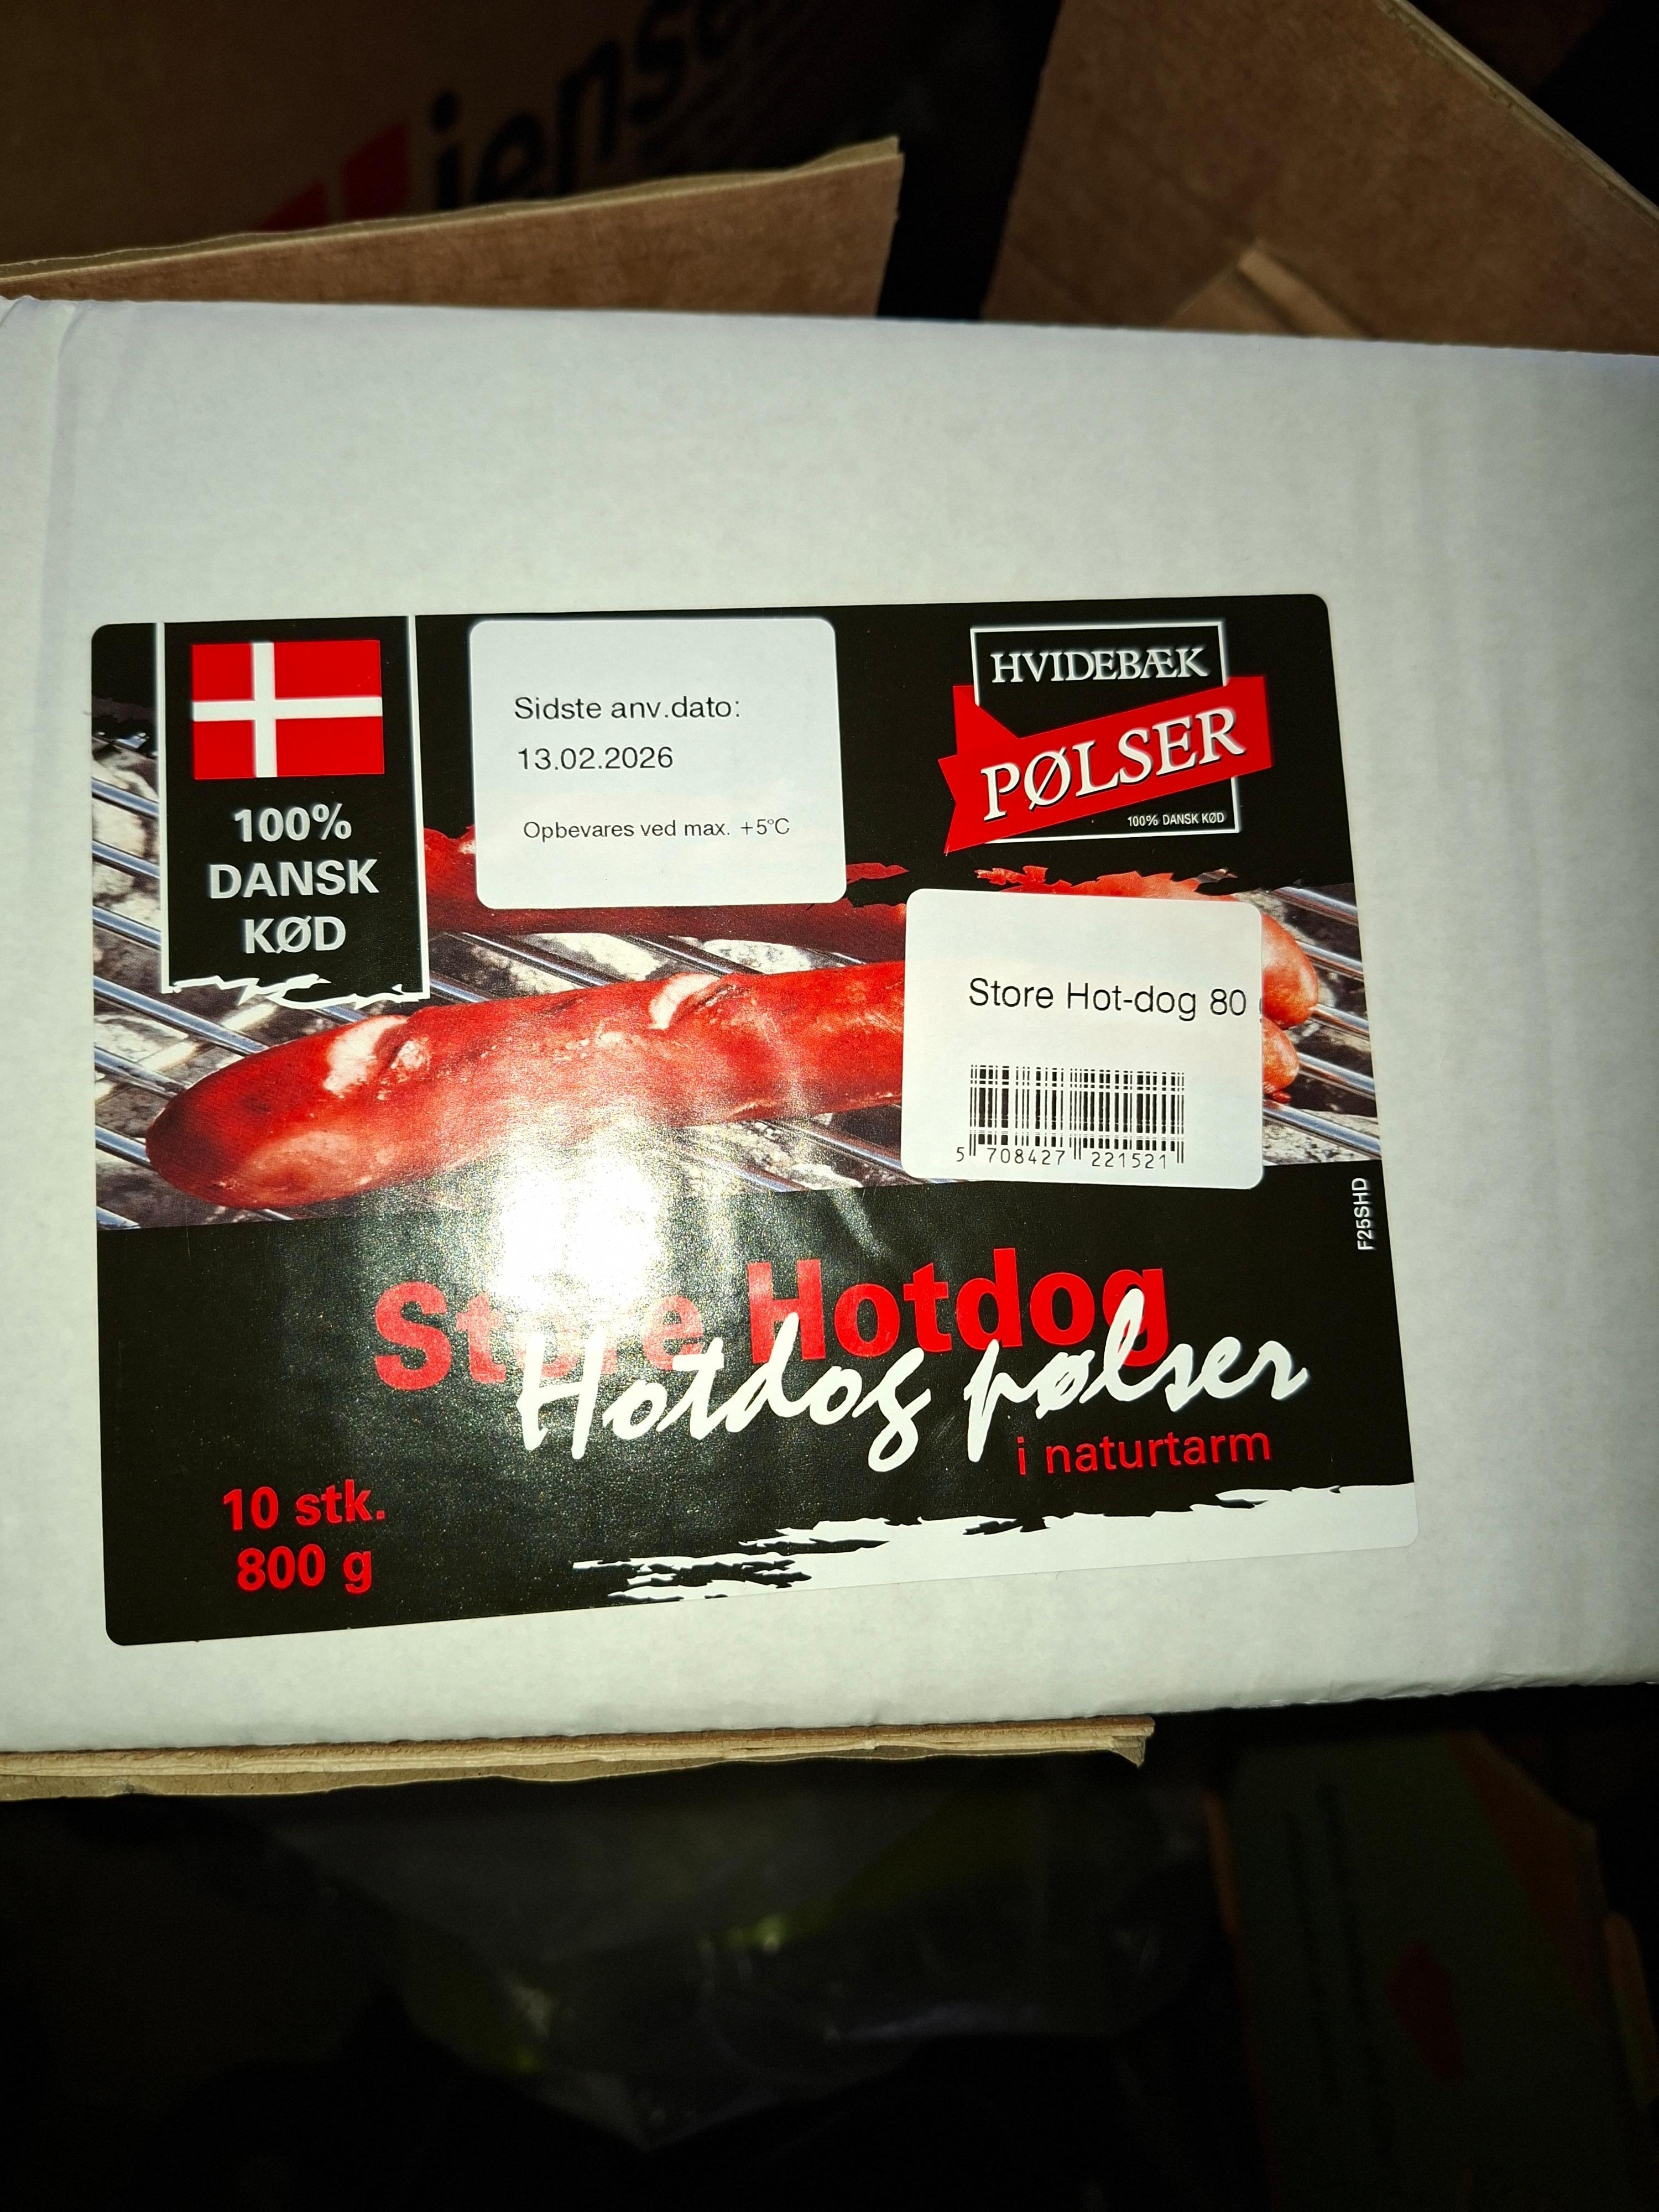 jens
100%
DANSK
KØD
Sidste anv.dato:
13.02.2026
Opbevares ved max. +5°C
HVIDEBÆK
PØLSER
100% DANSK KØD
Store Hot-dog 80
5 708427 221521
F25SHD
Store Hotdog
Hotdog pølser
i naturtarm
10 stk.
800 g